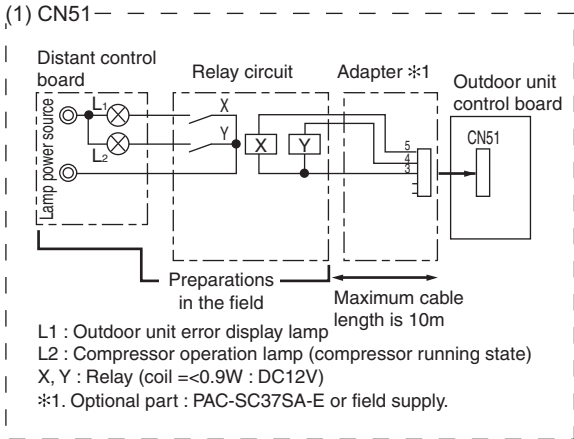 (1) CN51
Distant control
board
Relay circuit
Adapter ✻1
Outdoor unit
control board
Lamp power source
L1
L2
X
Y
X
Y
5
4
3
CN51
Preparations
in the field
Maximum cable
length is 10m
L1 : Outdoor unit error display lamp
L2 : Compressor operation lamp (compressor running state)
X, Y : Relay (coil =<0.9W : DC12V)
✻1. Optional part : PAC-SC37SA-E or field supply.